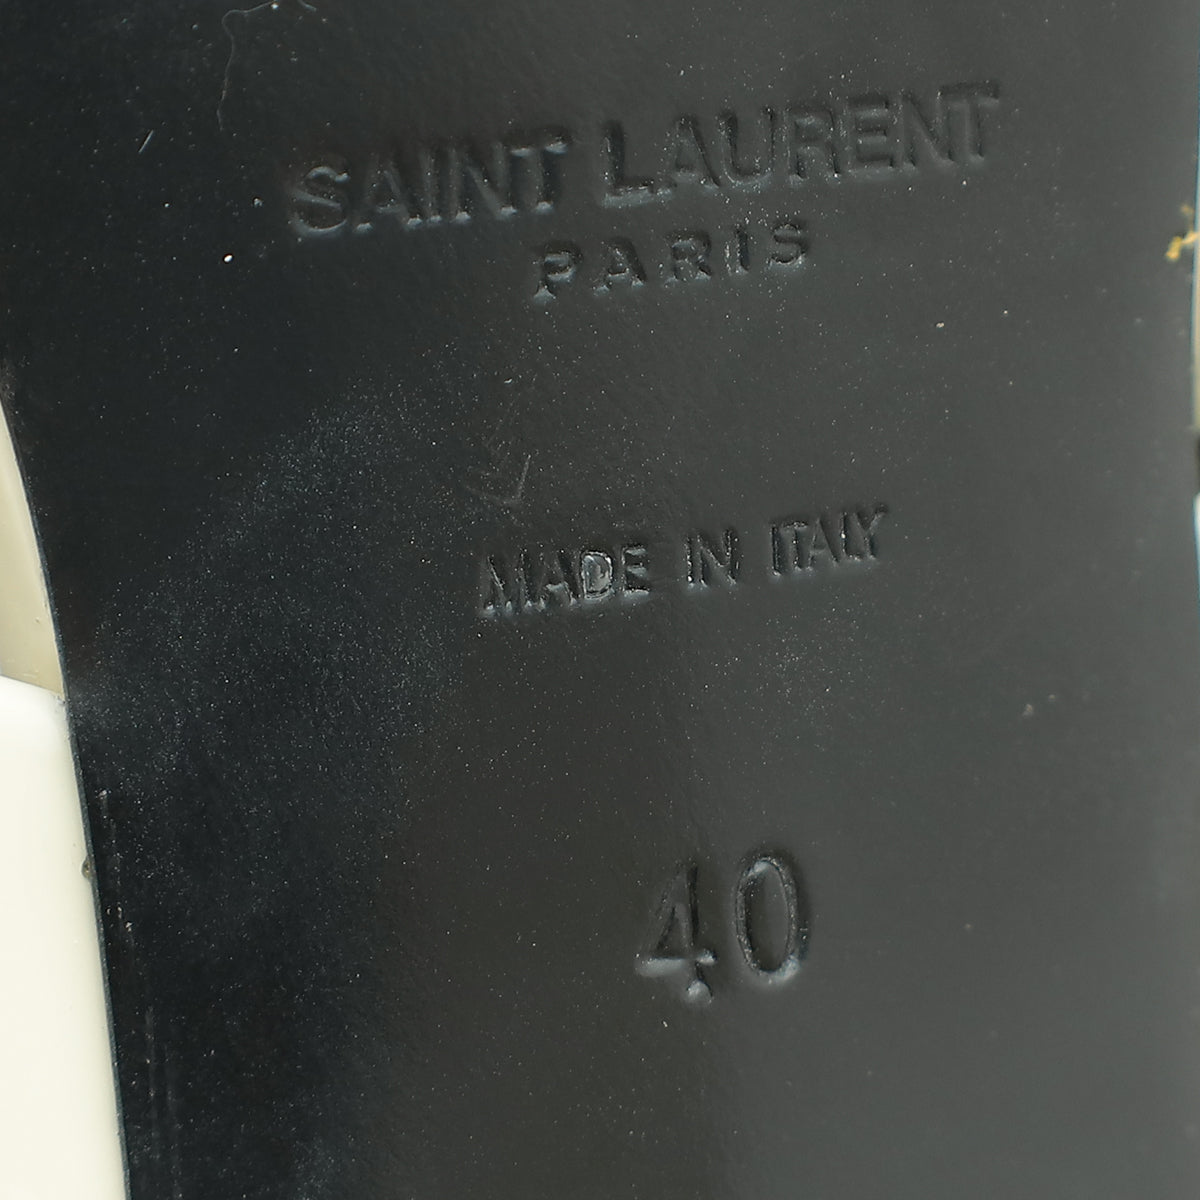 SAINT LAURENT
PARIS
MADE IN ITALY
40